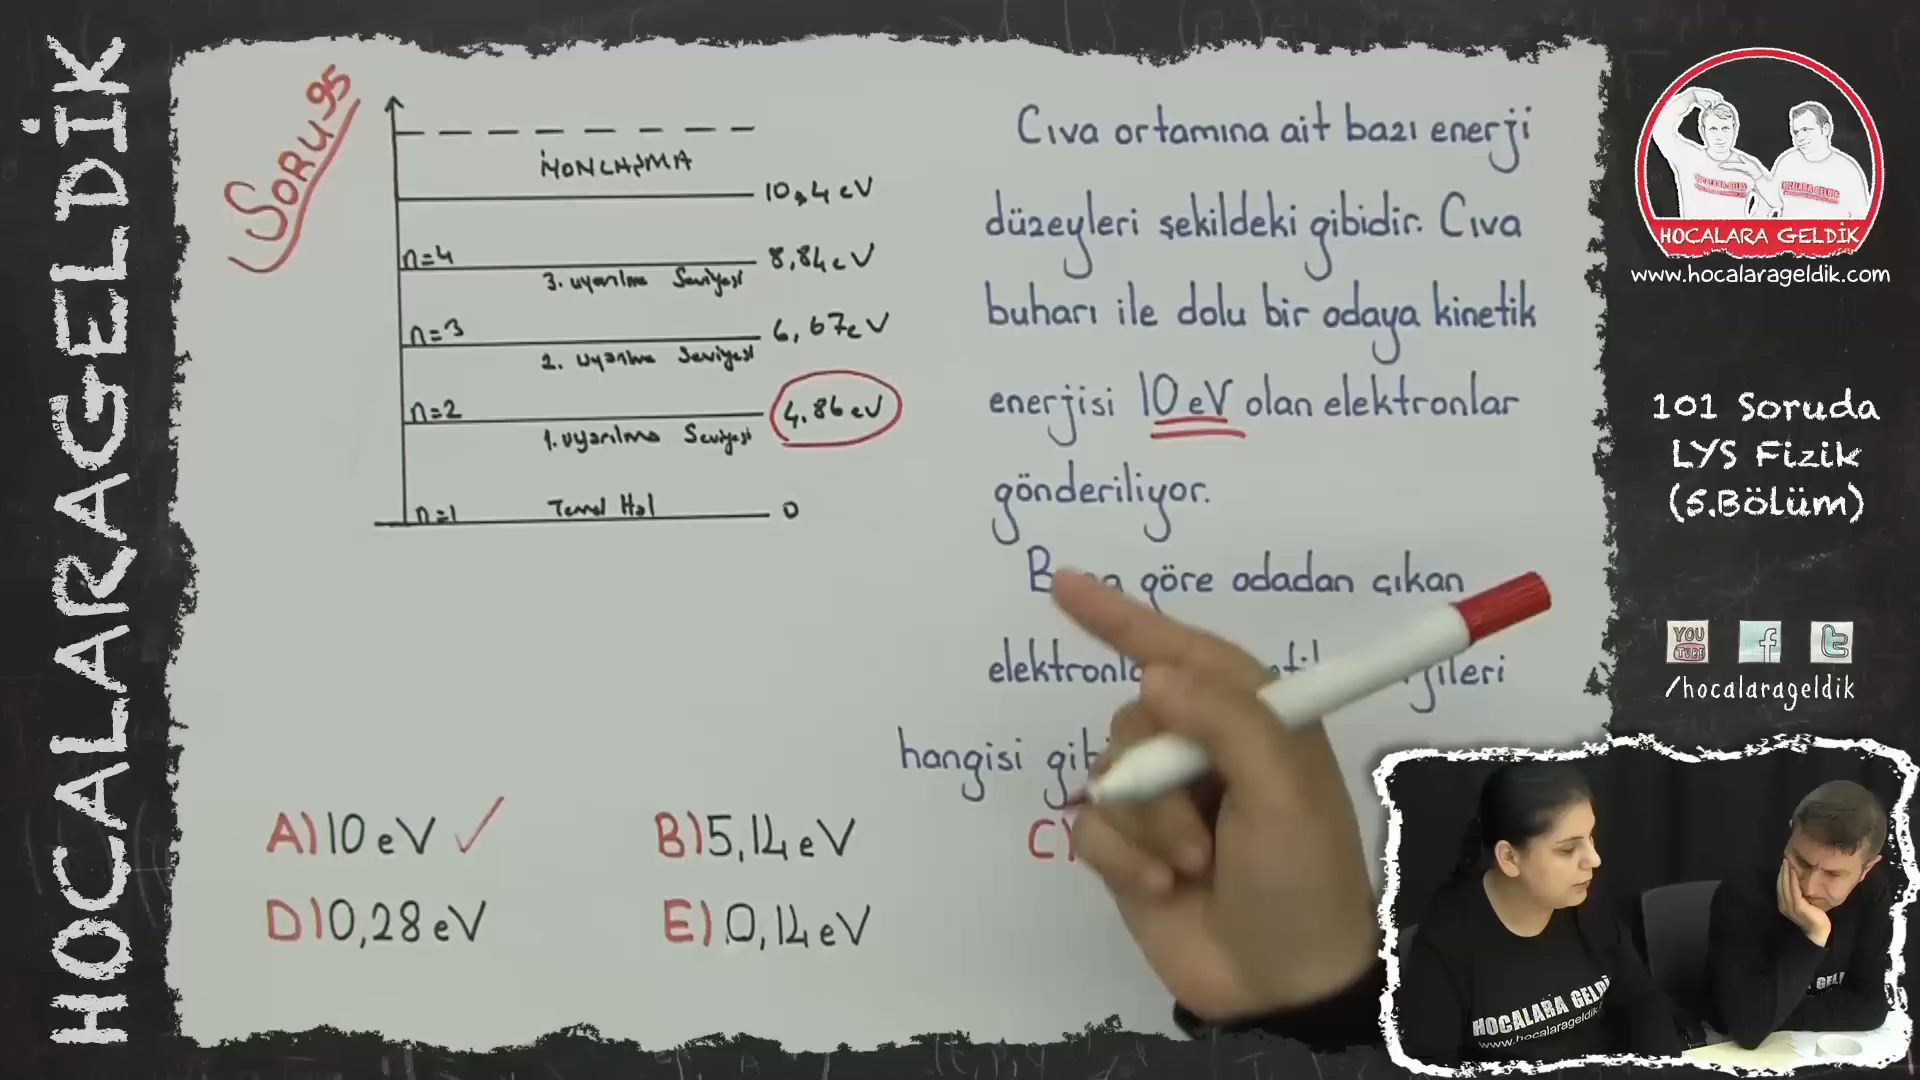 HOCALARAGELDİK
SORU-95
İYONLAŞMA
10,4 eV
n=4
8,84 eV
3. uyarılma Seviyesi
n=3
6,67 eV
2. uyarılma Seviyesi
n=2
4,86 eV
1. uyarılma Seviyesi
n=1
Temel Hal
0
Cıva ortamına ait bazı enerji
düzeyleri şekildeki gibidir. Cıva
buharı ile dolu bir odaya kinetik
enerjisi 10 eV olan elektronlar
gönderiliyor.
göre odadan çıkan
hangisi
A) 10 eV ✓
B) 5,14 eV
C)
D) 0,28 eV
E) 0,14 eV
HOCALARA GELDİK
www.hocalarageldik.com
101 Soruda
LYS Fizik
(5.Bölüm)
YOU
TUBE
/hocalarageldik
HOCALARA GELDİ